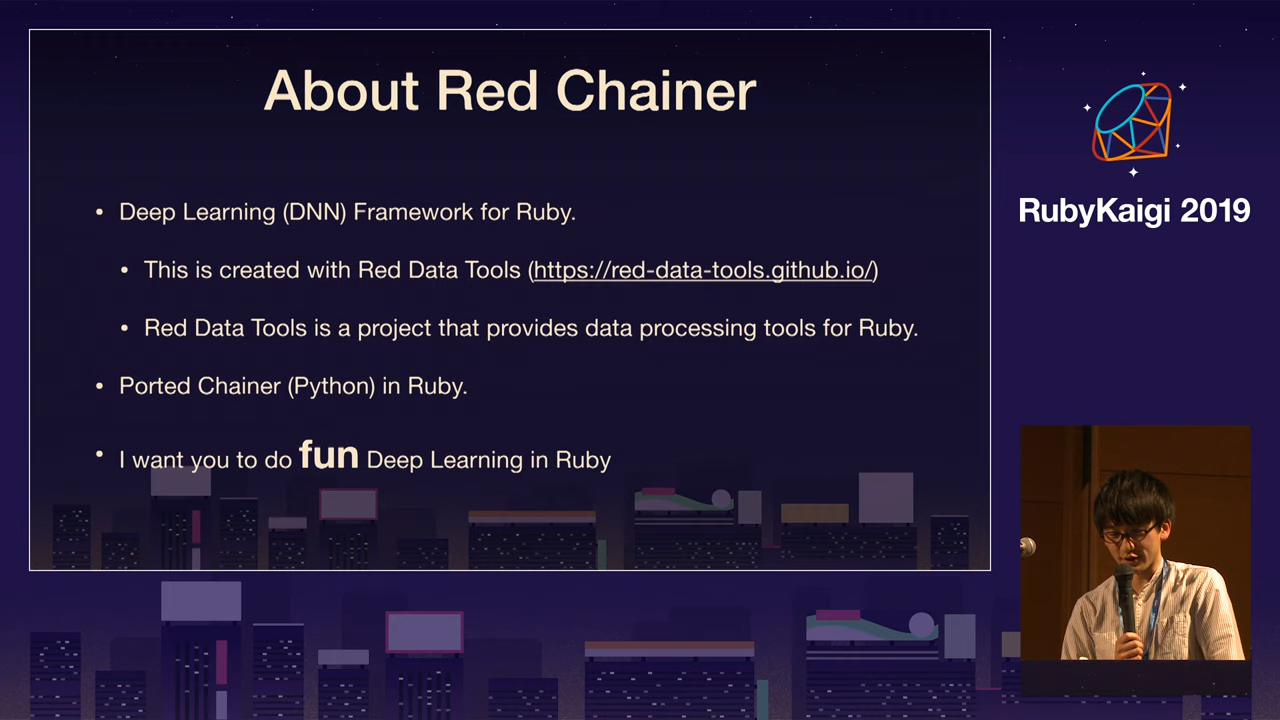 About Red Chainer
• Deep Learning (DNN) Framework for Ruby.
• This is created with Red Data Tools (https://red-data-tools.github.io/)
• Red Data Tools is a project that provides data processing tools for Ruby.
• Ported Chainer (Python) in Ruby.
• I want you to do fun Deep Learning in Ruby
RubyKaigi 2019